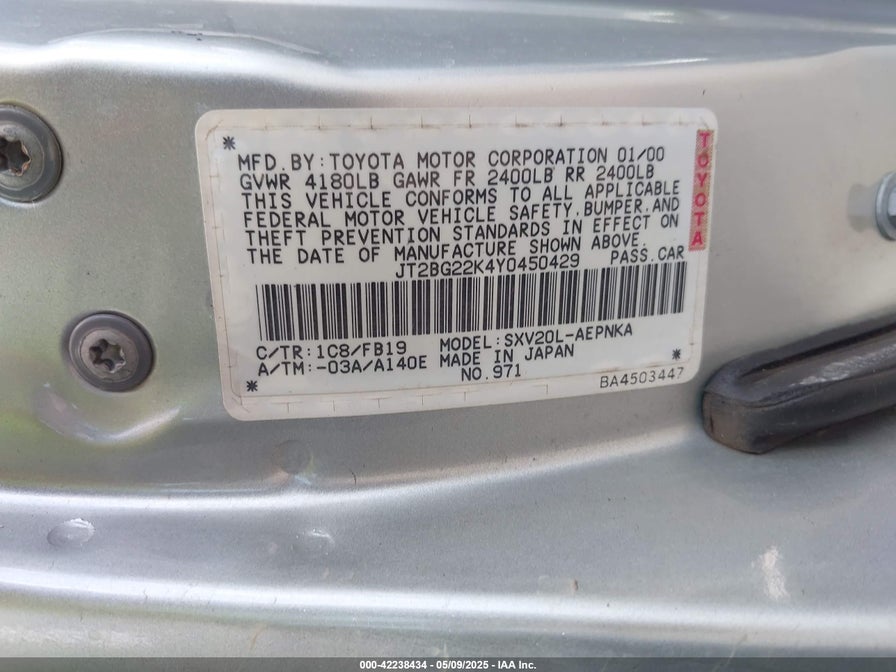 *
MFD. BY: TOYOTA MOTOR CORPORATION 01/00
GVWR 4180LB GAWR FR 2400LB RR 2400LB
THIS VEHICLE CONFORMS TO ALL APPLICABLE
FEDERAL MOTOR VEHICLE SAFETY, BUMPER, AND
THEFT PREVENTION STANDARDS IN EFFECT ON
THE DATE OF MANUFACTURE SHOWN ABOVE.
JT2BG22K4Y0450429 PASS. CAR
TOYOTA
C/TR: 1C8/FB19 MODEL: SXV20L-AEPNKA
A/TM: -03A/A140E MADE IN JAPAN *
* NO. 971 BA4503447
000-42238434 - 05/09/2025 - IAA Inc.